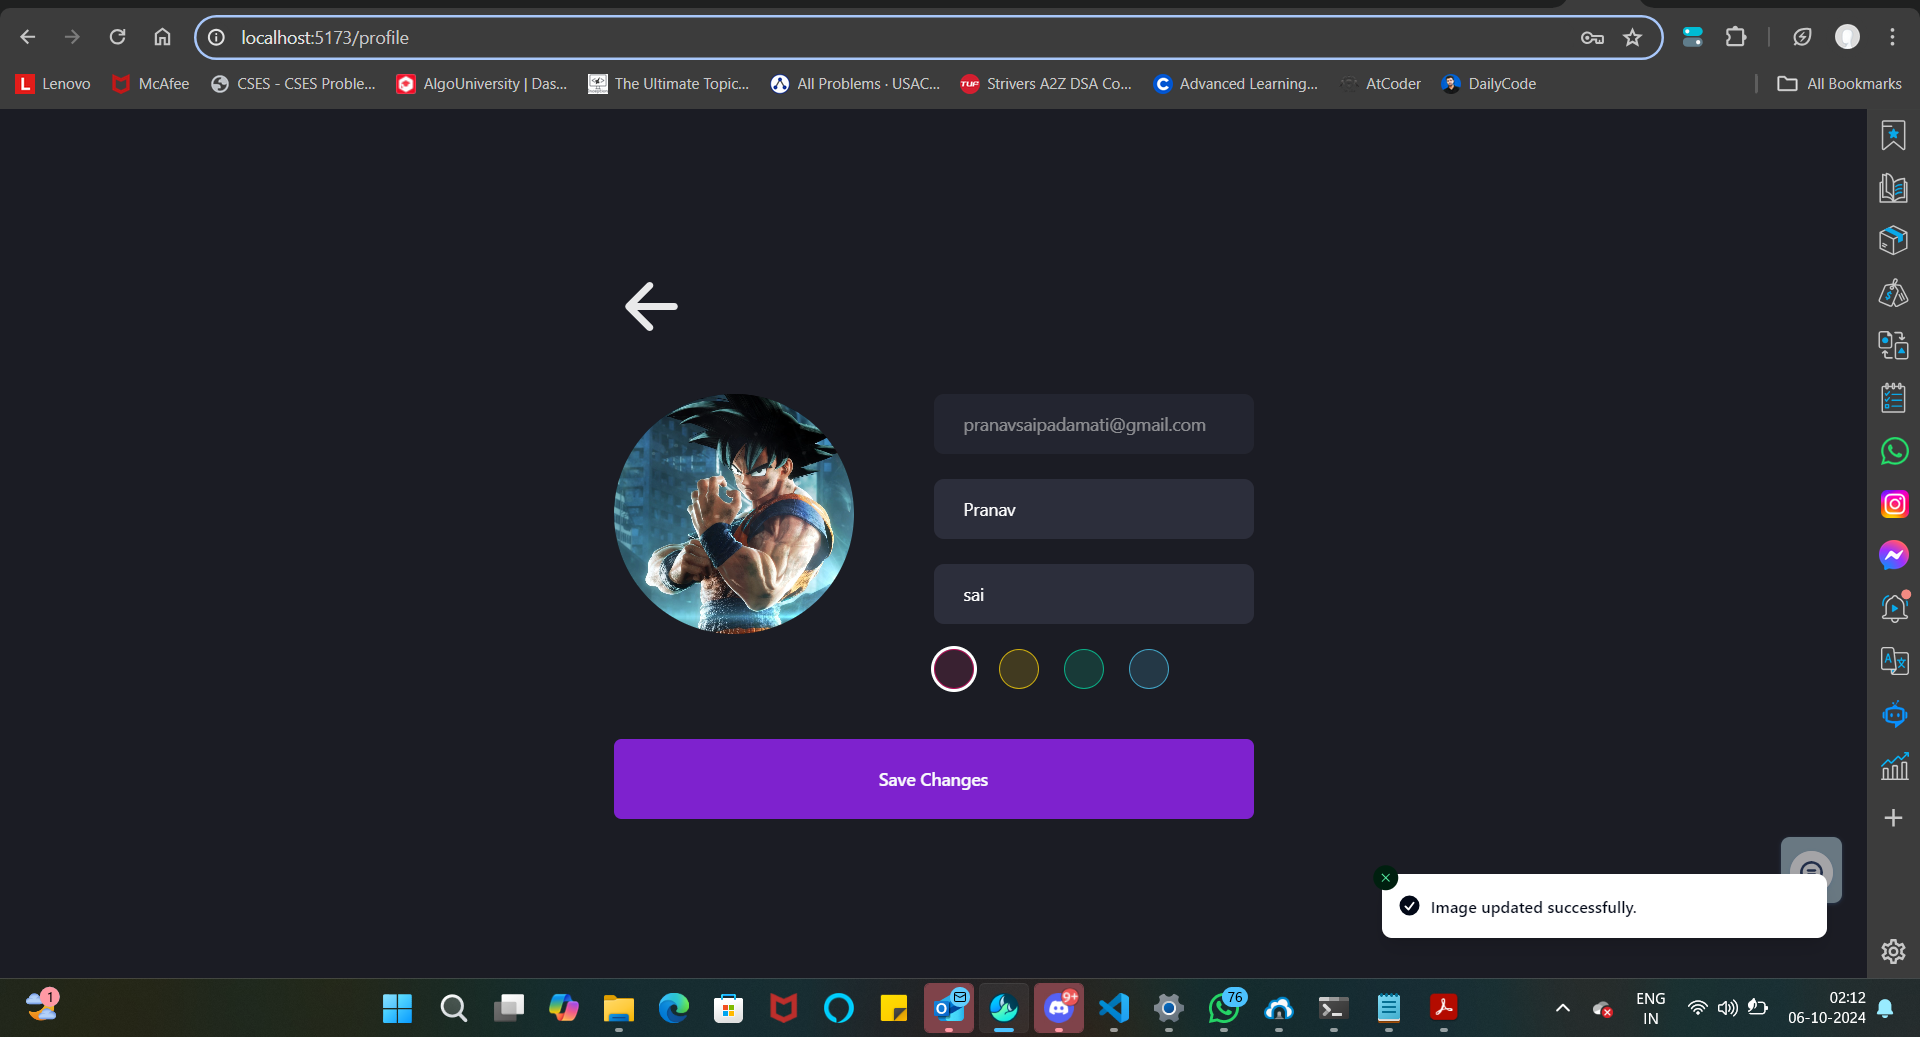 localhost:5173/profile
Lenovo
McAfee
CSES - CSES Proble...
AlgoUniversity | Das...
The Ultimate Topic...
All Problems · USAC...
TUF
Strivers A2Z DSA Co...
Advanced Learning...
AtCoder
DailyCode
All Bookmarks
pranavsaipadamati@gmail.com
Pranav
sai
Save Changes
Image updated successfully.
1
9+
76
ENG
IN
02:12
06-10-2024